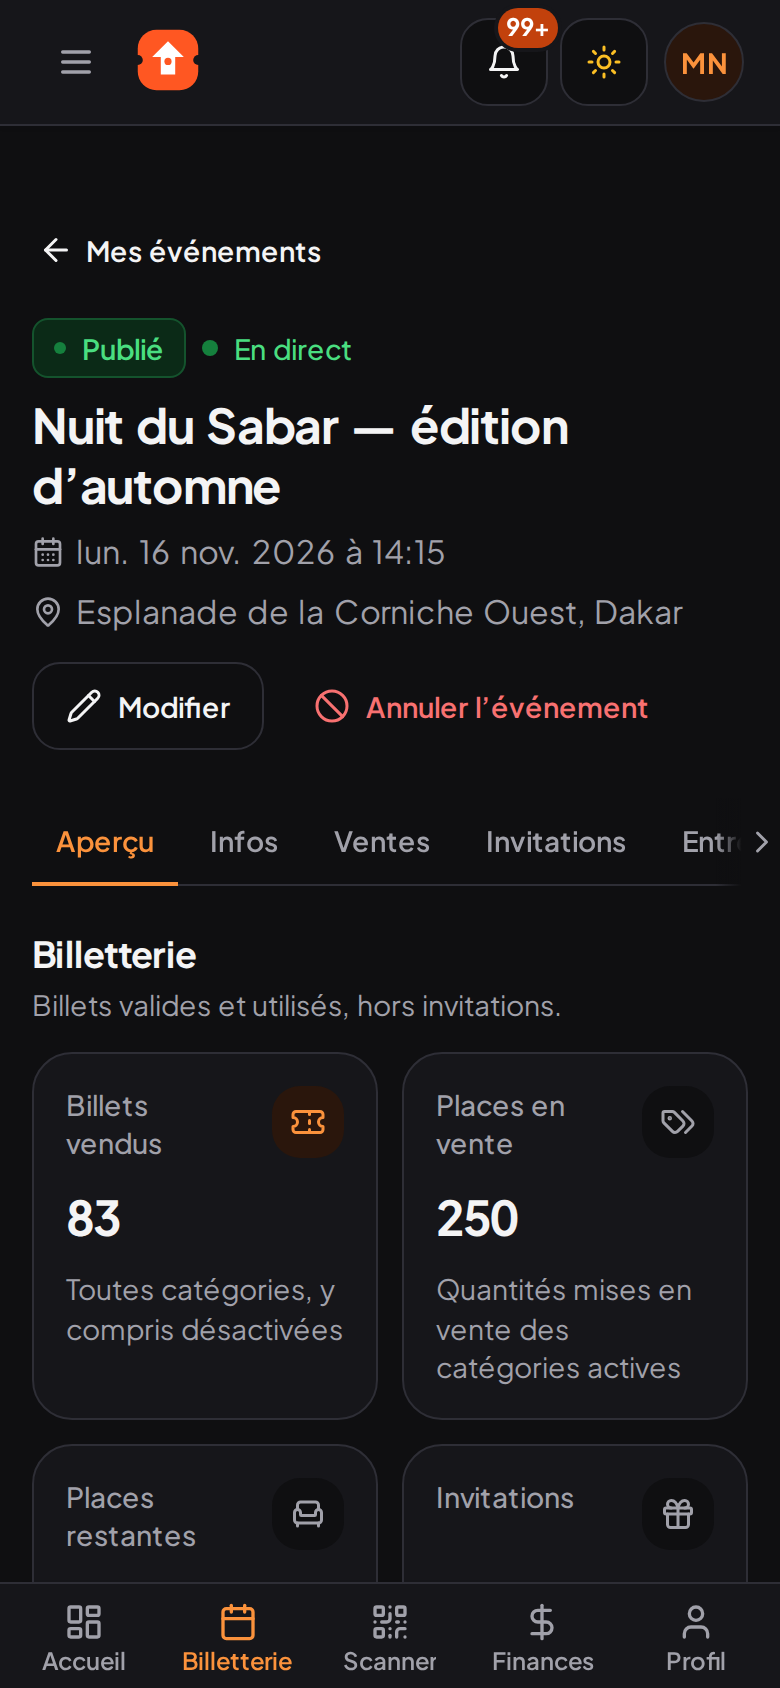 99+
MN
Mes événements
Publié
En direct
Nuit du Sabar — édition
d’automne
lun. 16 nov. 2026 à 14:15
Esplanade de la Corniche Ouest, Dakar
Modifier
Annuler l’événement
Aperçu Infos Ventes Invitations
Billetterie
Billets valides et utilisés, hors invitations.
Billets
vendus
83
Toutes catégories, y
compris désactivées
Places en
vente
250
Quantités mises en
vente des
catégories actives
Places
restantes
Invitations
Accueil Billetterie Scanner Finances Profil